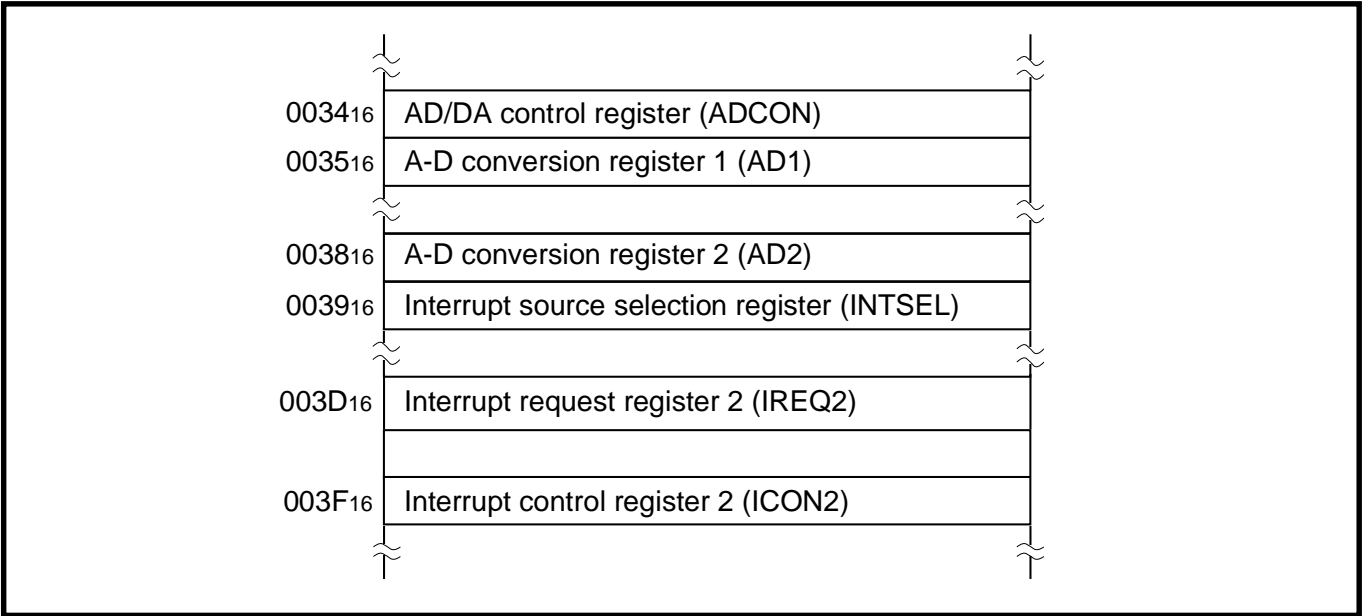 003416 AD/DA control register (ADCON)
003516 A-D conversion register 1 (AD1)
003816 A-D conversion register 2 (AD2)
003916 Interrupt source selection register (INTSEL)
003D16 Interrupt request register 2 (IREQ2)
003F16 Interrupt control register 2 (ICON2)